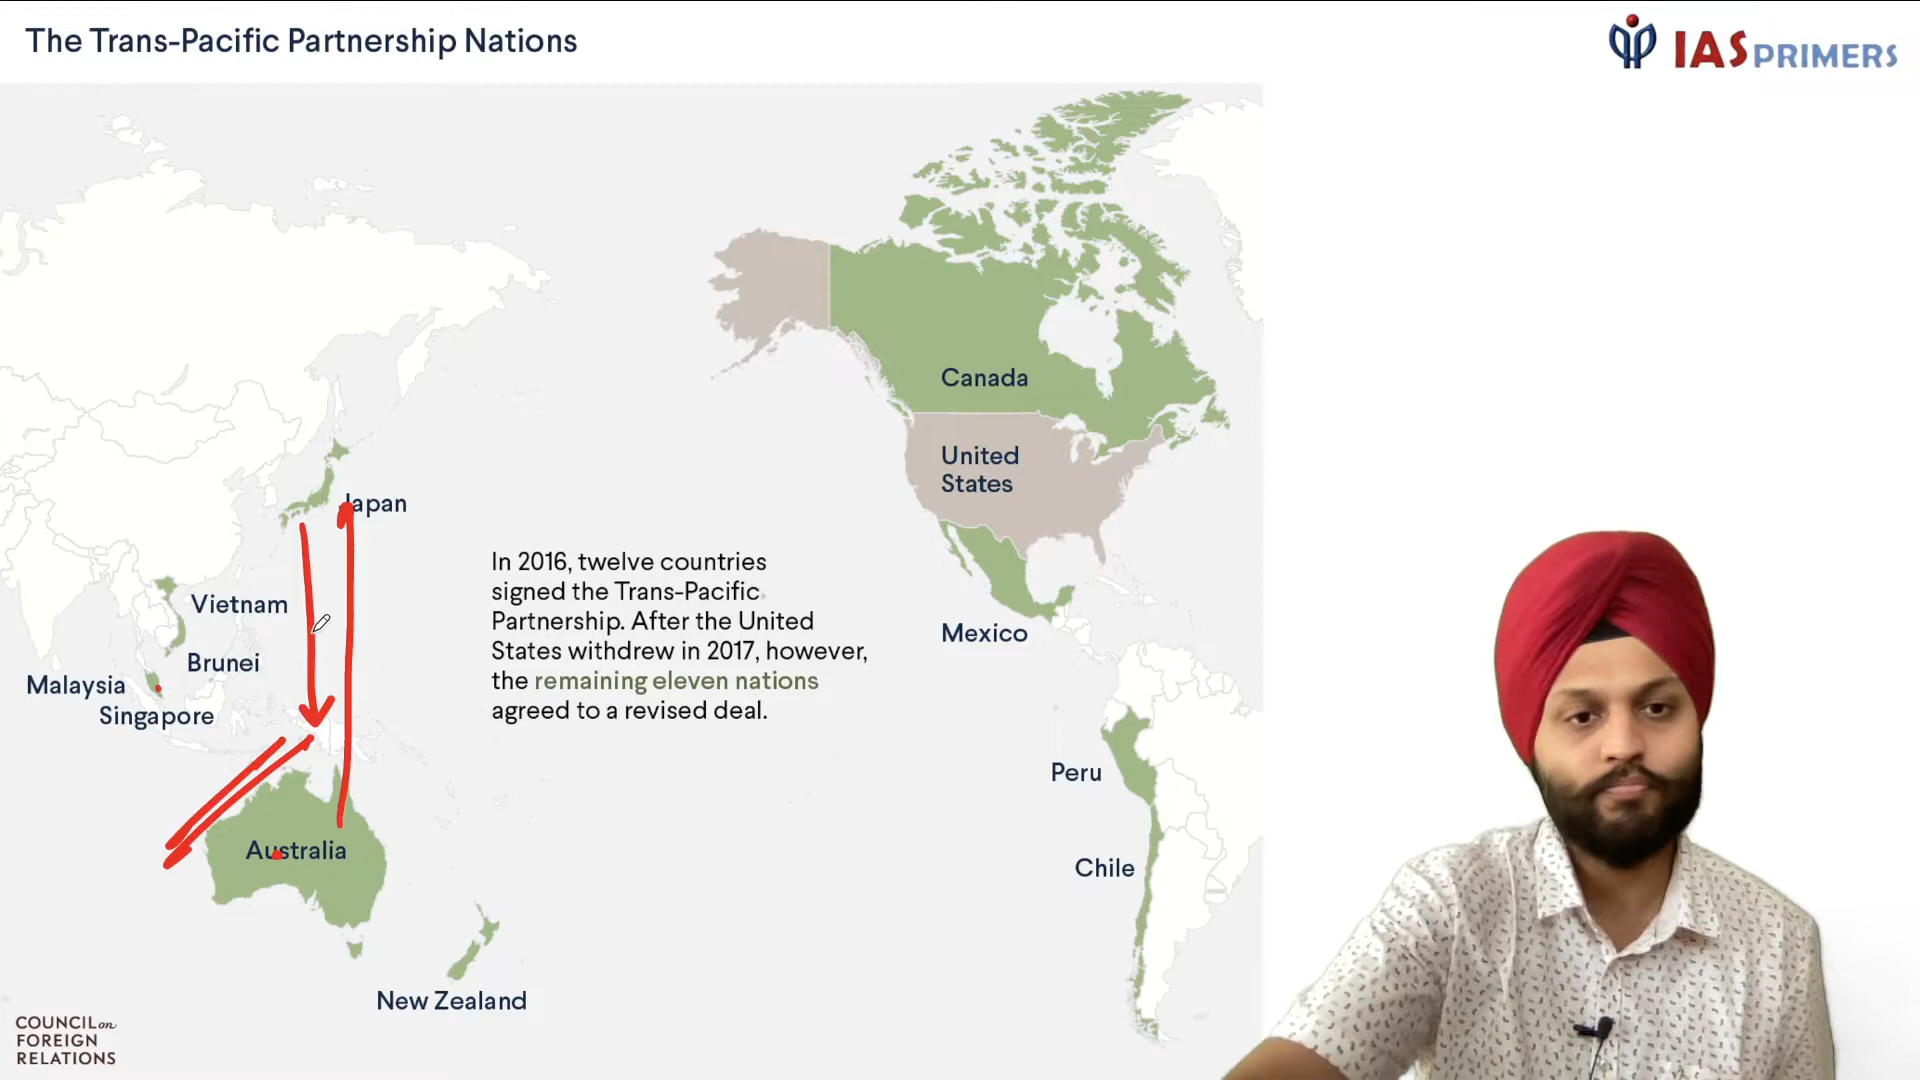 The Trans-Pacific Partnership Nations
IAS PRIMERS
Canada
United
States
Japan
In 2016, twelve countries
signed the Trans-Pacific
Partnership. After the United
States withdrew in 2017, however,
the remaining eleven nations
agreed to a revised deal.
Vietnam
Brunei
Mexico
Malaysia
Singapore
Peru
Australia
Chile
New Zealand
COUNCIL on
FOREIGN
RELATIONS